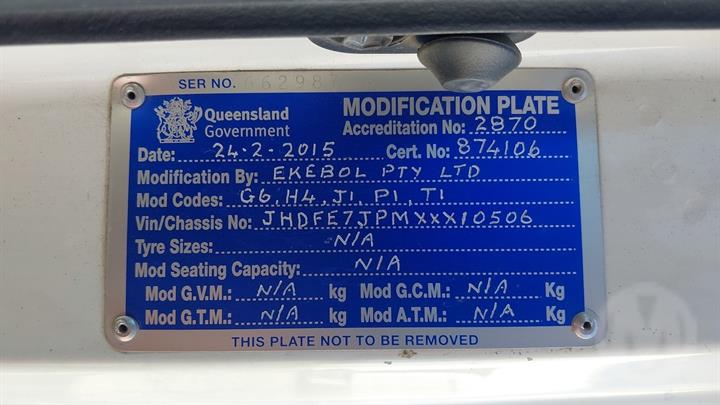 SER NO. 662987
Queensland Government MODIFICATION PLATE
Accreditation No: 2870
Date: 24-2-2015 Cert. No: 874106
Modification By: EKEBOL PTY LTD
Mod Codes: G6, H4, J1, P1, T1
Vin/Chassis No: JHDFE7JPMXXX10506
Tyre Sizes: N/A
Mod Seating Capacity: N/A
Mod G.V.M.: N/A kg Mod G.C.M.: N/A Kg
Mod G.T.M.: N/A kg Mod A.T.M.: N/A Kg
THIS PLATE NOT TO BE REMOVED